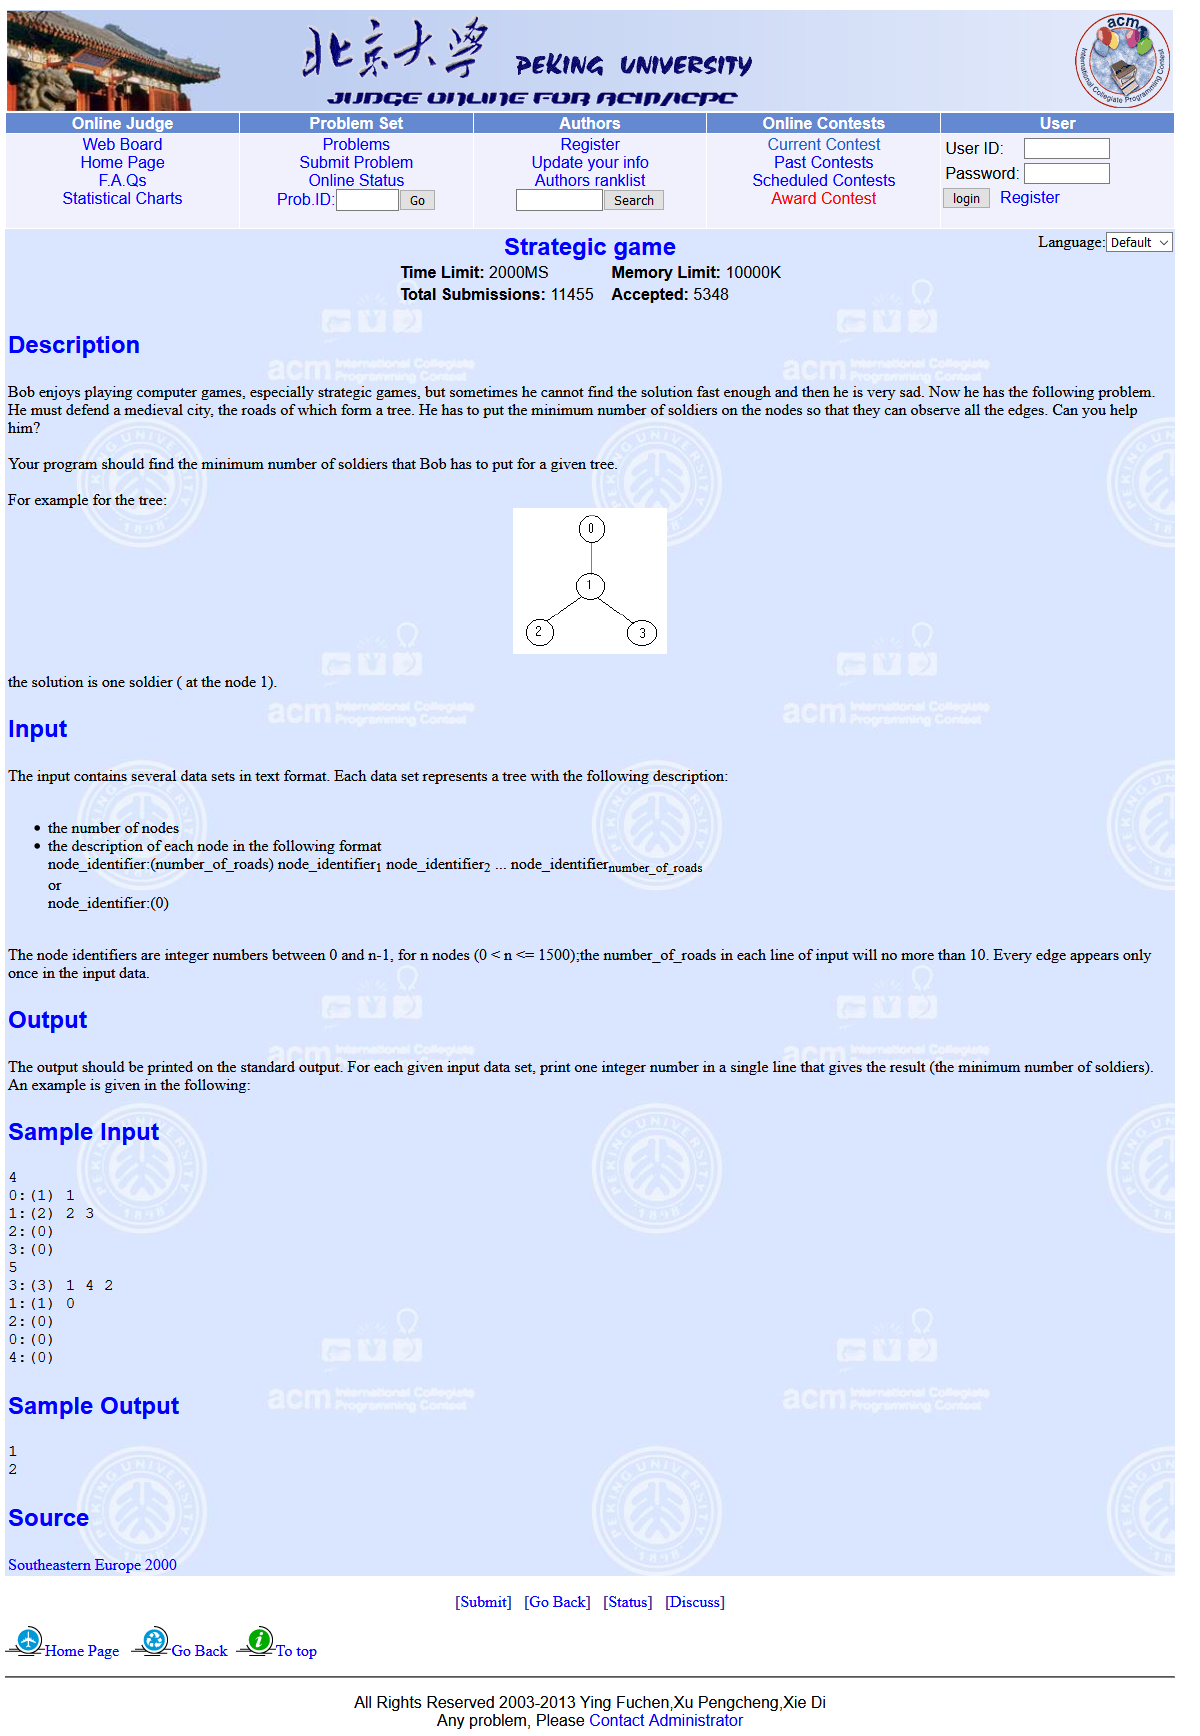 北京大學 PEKING UNIVERSITY
JUDGE ONLINE FOR ACM/ICPC
acm
International Collegiate Programming Contest
Online Judge Problem Set Authors Online Contests User
Web Board Problems Register Current Contest User ID:
Home Page Submit Problem Update your info Past Contests Password:
F.A.Qs Online Status Authors ranklist Scheduled Contests login Register
Statistical Charts Prob.ID: Go Search Award Contest
Strategic game
Language: Default
Time Limit: 2000MS Memory Limit: 10000K
Total Submissions: 11455 Accepted: 5348
Description
Bob enjoys playing computer games, especially strategic games, but sometimes he cannot find the solution fast enough and then he is very sad. Now he has the following problem.
He must defend a medieval city, the roads of which form a tree. He has to put the minimum number of soldiers on the nodes so that they can observe all the edges. Can you help
him?
Your program should find the minimum number of soldiers that Bob has to put for a given tree.
For example for the tree:
0
1
2 3
the solution is one soldier ( at the node 1).
Input
The input contains several data sets in text format. Each data set represents a tree with the following description:
• the number of nodes
• the description of each node in the following format
node_identifier:(number_of_roads) node_identifier1 node_identifier2 ... node_identifiernumber_of_roads
or
node_identifier:(0)
The node identifiers are integer numbers between 0 and n-1, for n nodes (0 < n <= 1500);the number_of_roads in each line of input will no more than 10. Every edge appears only
once in the input data.
Output
The output should be printed on the standard output. For each given input data set, print one integer number in a single line that gives the result (the minimum number of soldiers).
An example is given in the following:
Sample Input
4
0:(1) 1
1:(2) 2 3
2:(0)
3:(0)
5
3:(3) 1 4 2
1:(1) 0
2:(0)
0:(0)
4:(0)
Sample Output
1
2
Source
Southeastern Europe 2000
[Submit] [Go Back] [Status] [Discuss]
Home Page Go Back To top
All Rights Reserved 2003-2013 Ying Fuchen,Xu Pengcheng,Xie Di
Any problem, Please Contact Administrator